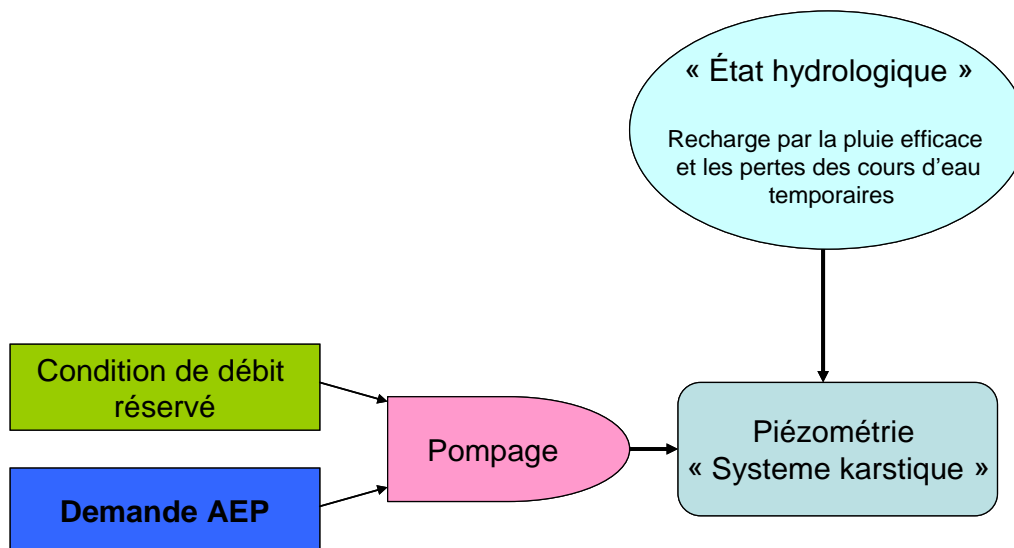 « État hydrologique »
Recharge par la pluie efficace
et les pertes des cours d’eau
temporaires
Condition de débit
réservé
Demande AEP
Pompage
Piézométrie
« Systeme karstique »